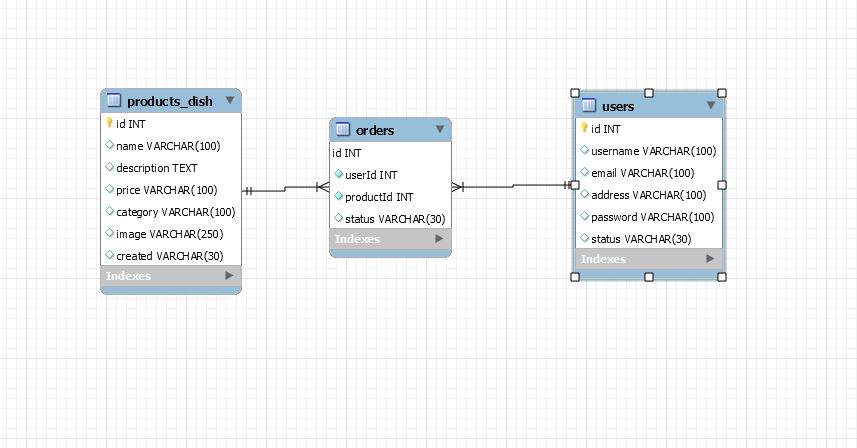 products_dish
id INT
name VARCHAR(100)
description TEXT
price VARCHAR(100)
category VARCHAR(100)
image VARCHAR(250)
created VARCHAR(30)
Indexes
orders
id INT
userId INT
productId INT
status VARCHAR(30)
Indexes
users
id INT
username VARCHAR(100)
email VARCHAR(100)
address VARCHAR(100)
password VARCHAR(100)
status VARCHAR(30)
Indexes